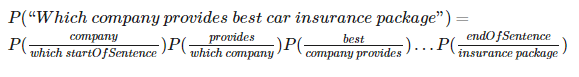 P(“Which company provides best car insurance package”) =
P(company/which startOfSentence)P(provides/which company)P(best/company provides)…P(endOfSentence/insurance package)